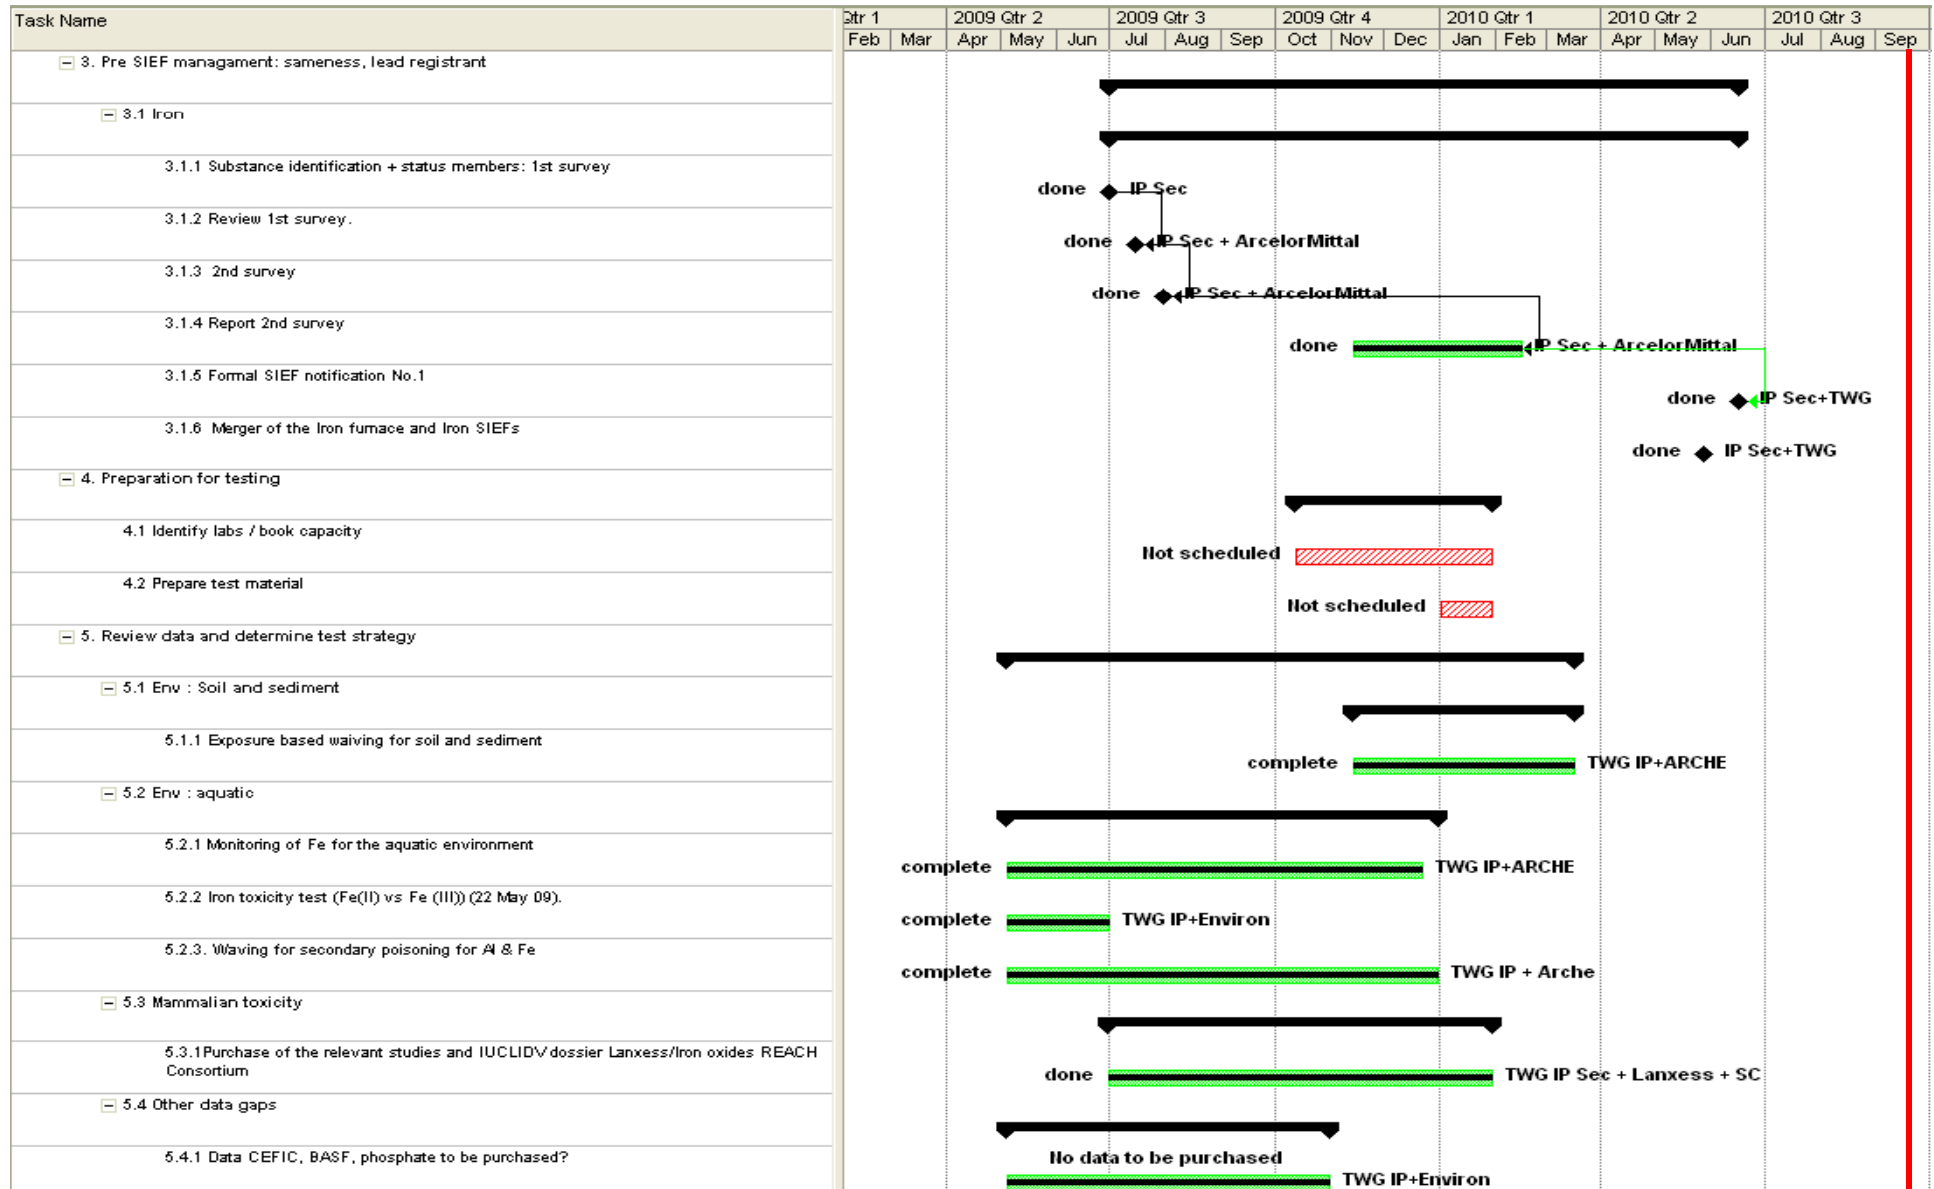 Task Name
Qtr 1 2009 Qtr 2 2009 Qtr 3 2009 Qtr 4 2010 Qtr 1 2010 Qtr 2 2010 Qtr 3
Feb Mar Apr May Jun Jul Aug Sep Oct Nov Dec Jan Feb Mar Apr May Jun Jul Aug Sep
3. Pre SIEF managament: sameness, lead registrant
3.1 Iron
3.1.1 Substance identification + status members: 1st survey
done IP Sec
3.1.2 Review 1st survey.
done IP Sec + ArcelorMittal
3.1.3 2nd survey
done IP Sec + ArcelorMittal
3.1.4 Report 2nd survey
done IP Sec + ArcelorMittal
3.1.5 Formal SIEF notification No.1
done IP Sec+TWG
3.1.6 Merger of the Iron furnace and Iron SIEFs
done IP Sec+TWG
4. Preparation for testing
4.1 Identify labs / book capacity
Not scheduled
4.2 Prepare test material
Not scheduled
5. Review data and determine test strategy
5.1 Env : Soil and sediment
5.1.1 Exposure based waiving for soil and sediment
complete TWG IP+ARCHE
5.2 Env : aquatic
5.2.1 Monitoring of Fe for the aquatic environment
complete TWG IP+ARCHE
5.2.2 Iron toxicity test (Fe(II) vs Fe (III)) (22 May 09).
complete TWG IP+Environ
5.2.3. Waving for secondary poisoning for Al & Fe
complete TWG IP + Arche
5.3 Mammalian toxicity
5.3.1Purchase of the relevant studies and IUCLIDV dossier Lanxess/Iron oxides REACH
Consortium
done TWG IP Sec + Lanxess + SC
5.4 Other data gaps
5.4.1 Data CEFIC, BASF, phosphate to be purchased?
No data to be purchased
TWG IP+Environ